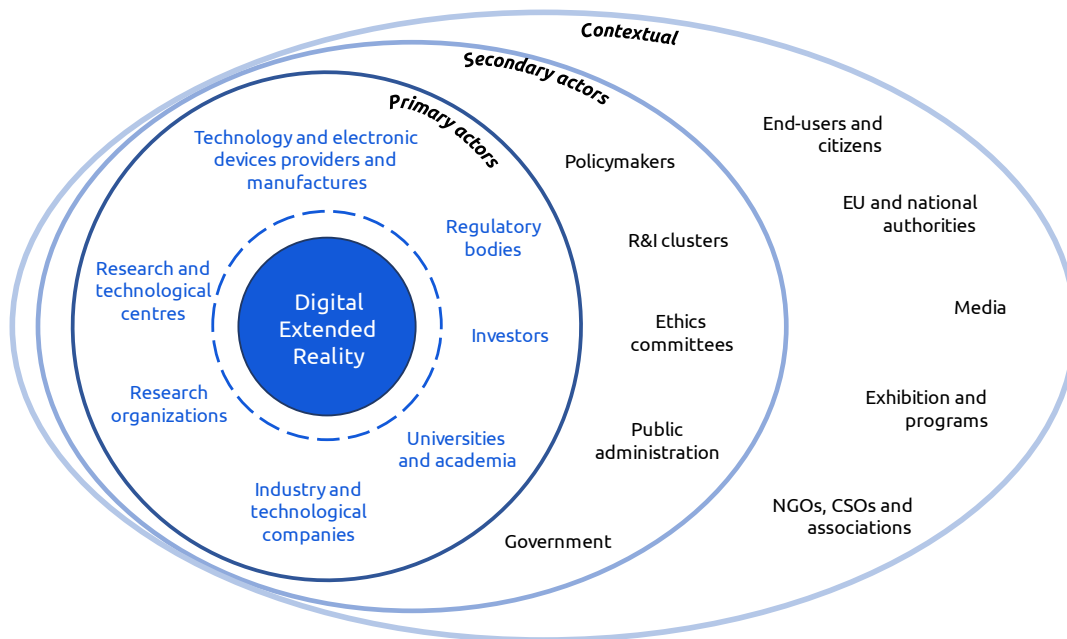 Contextual
Secondary actors
Primary actors
Technology and electronic
devices providers and
manufactures
Regulatory
bodies
Research and
technological
centres
Digital
Extended
Reality
Investors
Research
organizations
Universities
and academia
Industry and
technological
companies
Policymakers
R&I clusters
Ethics
committees
Public
administration
Government
End-users and
citizens
EU and national
authorities
Media
Exhibition and
programs
NGOs, CSOs and
associations